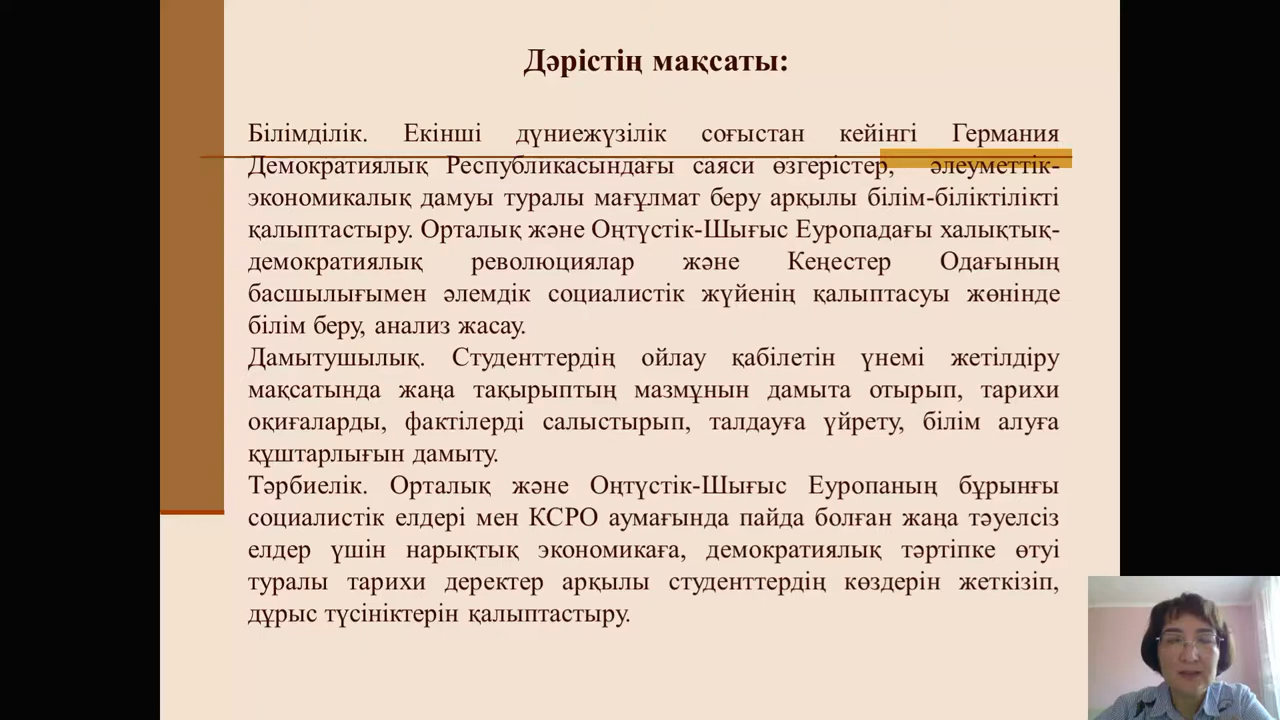 Дәрістің мақсаты:
Білімділік. Екінші дүниежүзілік соғыстан кейінгі Германия
Демократиялық Республикасындағы саяси өзгерістер, әлеуметтік-
экономикалық дамуы туралы мағұлмат беру арқылы білім-біліктілікті
қалыптастыру. Орталық және Оңтүстік-Шығыс Еуропадағы халықтық-
демократиялық революциялар және Кеңестер Одағының
басшылығымен әлемдік социалистік жүйенің қалыптасуы жөнінде
білім беру, анализ жасау.
Дамытушылық. Студенттердің ойлау қабілетін үнемі жетілдіру
мақсатында жаңа тақырыптың мазмұнын дамыта отырып, тарихи
оқиғаларды, фактілерді салыстырып, талдауға үйрету, білім алуға
құштарлығын дамыту.
Тәрбиелік. Орталық және Оңтүстік-Шығыс Еуропаның бұрынғы
социалистік елдері мен КСРО аумағында пайда болған жаңа тәуелсіз
елдер үшін нарықтық экономикаға, демократиялық тәртіпке өтуі
туралы тарихи деректер арқылы студенттердің көздерін жеткізіп,
дұрыс түсініктерін қалыптастыру.